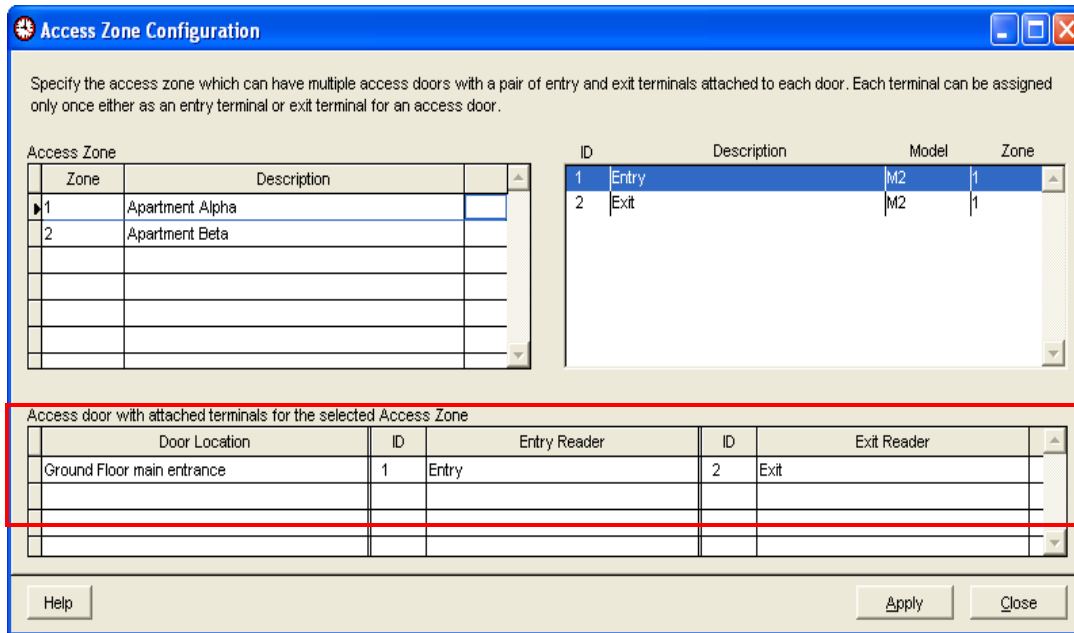 Access Zone Configuration
Specify the access zone which can have multiple access doors with a pair of entry and exit terminals attached to each door. Each terminal can be assigned
only once either as an entry terminal or exit terminal for an access door.
Access Zone
Zone Description
1 Apartment Alpha
2 Apartment Beta
ID Description Model Zone
1 Entry M2 1
2 Exit M2 1
Access door with attached terminals for the selected Access Zone
Door Location ID Entry Reader ID Exit Reader
Ground Floor main entrance 1 Entry 2 Exit
Help Apply Close